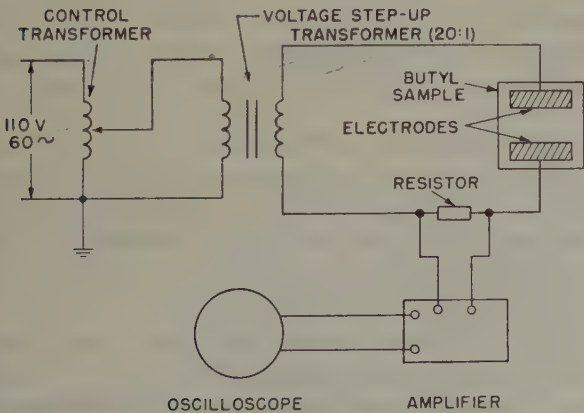 CONTROL
TRANSFORMER
VOLTAGE STEP-UP
TRANSFORMER (20:1)
BUTYL
SAMPLE
ELECTRODES
110 V
60 ~
RESISTOR
OSCILLOSCOPE
AMPLIFIER